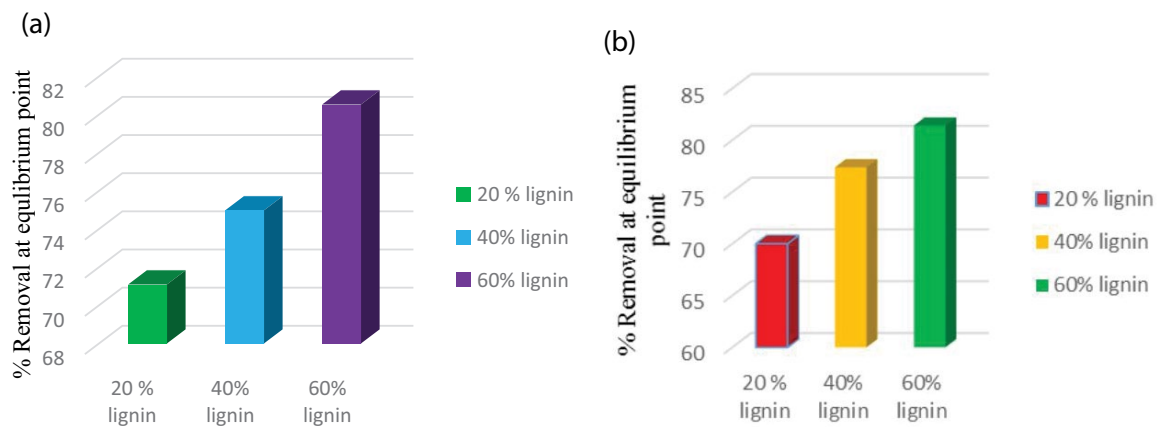 (a)
% Removal at equlibrium point
82
80
78
76
74
72
70
68
20 %
lignin
40%
lignin
60%
lignin
20 % lignin
40% lignin
60% lignin
(b)
% Removal at equilibrium
point
85
80
75
70
65
60
20 %
lignin
40%
lignin
60%
lignin
20 % lignin
40% lignin
60% lignin